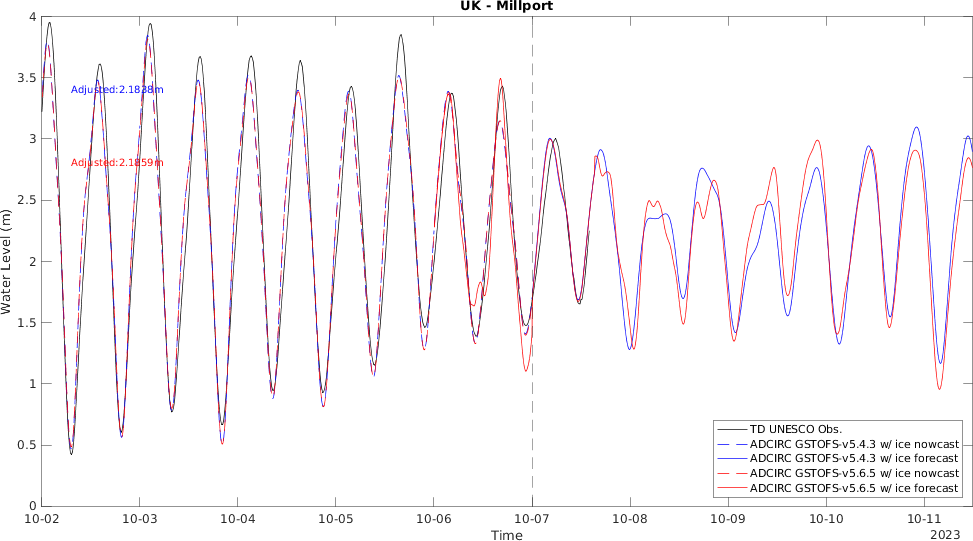 UK - Millport
4
3.5
3
2.5
2
1.5
1
0.5
0
Water Level (m)
Adjusted:2.1838m
Adjusted:2.1859m
TD UNESCO Obs.
ADCIRC GSTOFS-v5.4.3 w/ ice nowcast
ADCIRC GSTOFS-v5.4.3 w/ ice forecast
ADCIRC GSTOFS-v5.6.5 w/ ice nowcast
ADCIRC GSTOFS-v5.6.5 w/ ice forecast
10-02 10-03 10-04 10-05 10-06 10-07 10-08 10-09 10-10 10-11
Time
2023